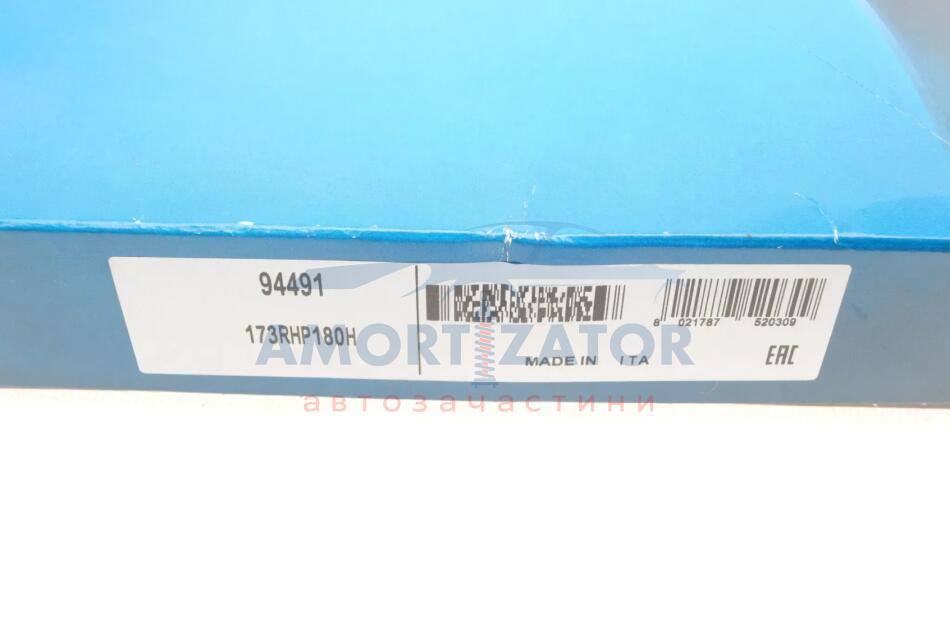 94491
173RHP180H
8 021787 520309
MADE IN ITA
EAC
AMORTIZATOR
автозачастини